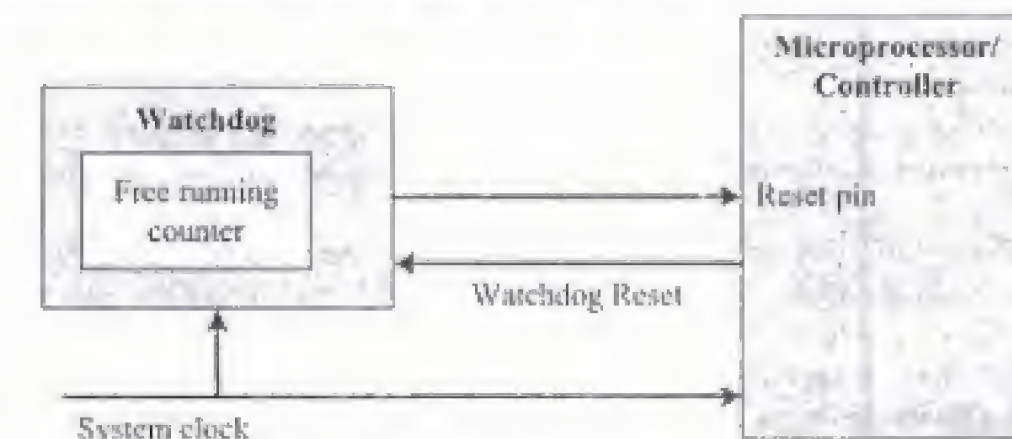 Microprocessor/
Controller
Watchdog
Free running
counter
Reset pin
Watchdog Reset
System clock